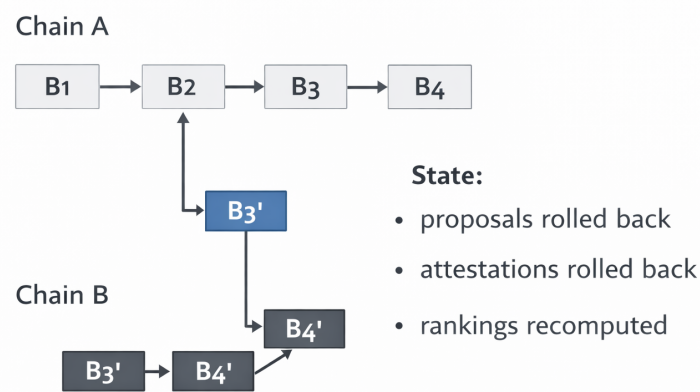 Chain A
B1
B2
B3
B4
B3'
State:
• proposals rolled back
• attestations rolled back
• rankings recomputed
Chain B
B4'
B3'
B4'